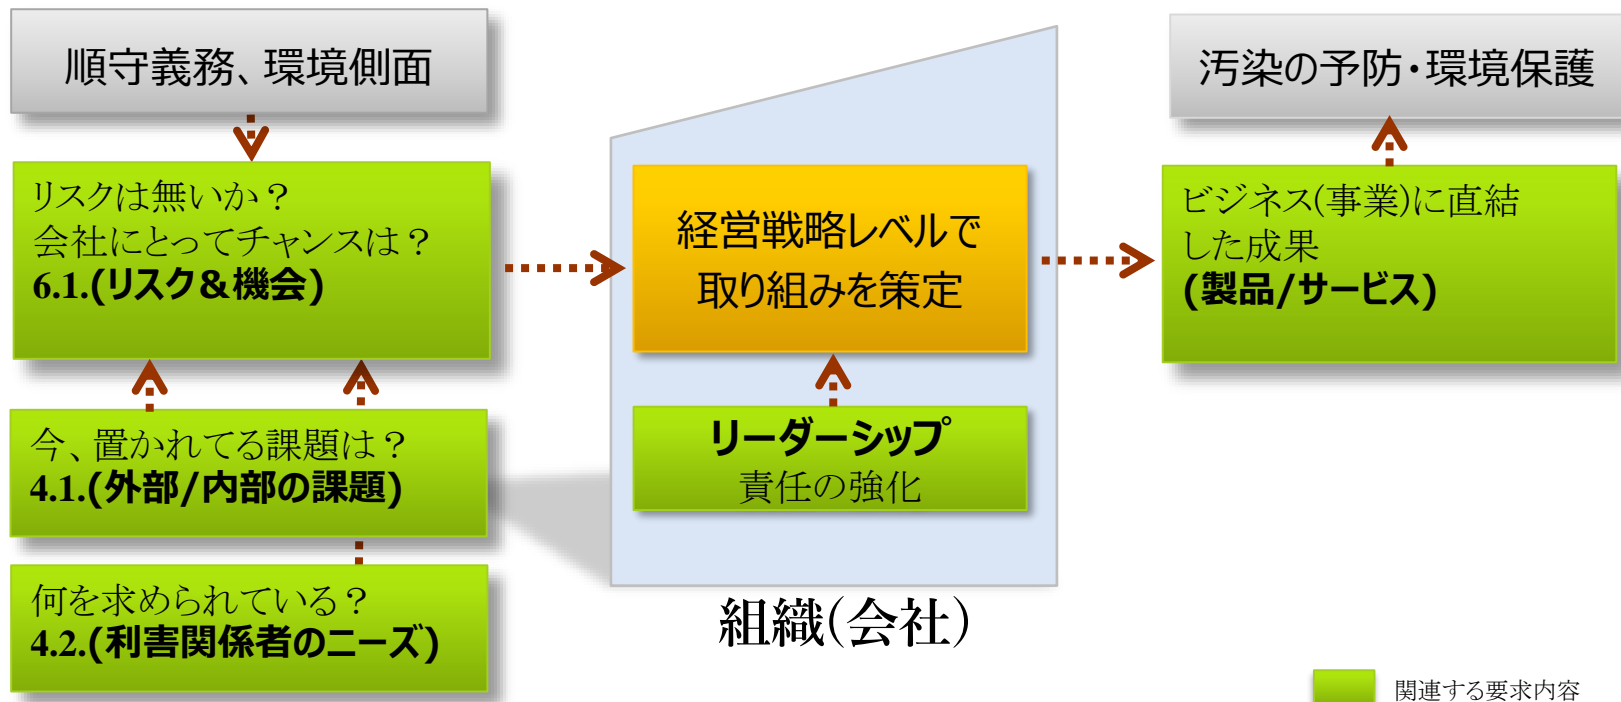 順守義務、環境側面
リスクは無いか？
会社にとってチャンスは？
6.1.(リスク＆機会)
今、置かれてる課題は？
4.1.(外部/内部の課題)
何を求められている？
4.2.(利害関係者のニーズ)
経営戦略レベルで
取り組みを策定
リーダーシップ
責任の強化
組織(会社)
汚染の予防・環境保護
ビジネス(事業)に直結
した成果
(製品/サービス)
関連する要求内容